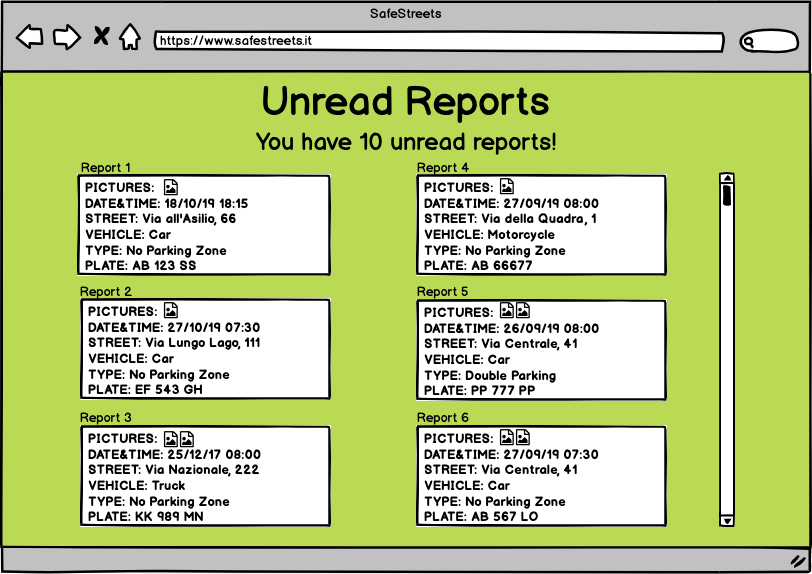 SafeStreets
https://www.safestreets.it
Unread Reports
You have 10 unread reports!
Report 1
PICTURES:
DATE&TIME: 18/10/19 18:15
STREET: Via all'Asilio, 66
VEHICLE: Car
TYPE: No Parking Zone
PLATE: AB 123 SS
Report 2
PICTURES:
DATE&TIME: 27/10/19 07:30
STREET: Via Lungo Lago, 111
VEHICLE: Car
TYPE: No Parking Zone
PLATE: EF 543 GH
Report 3
PICTURES:
DATE&TIME: 25/12/17 08:00
STREET: Via Nazionale, 222
VEHICLE: Truck
TYPE: No Parking Zone
PLATE: KK 989 MN
Report 4
PICTURES:
DATE&TIME: 27/09/19 08:00
STREET: Via della Quadra, 1
VEHICLE: Motorcycle
TYPE: No Parking Zone
PLATE: AB 66677
Report 5
PICTURES:
DATE&TIME: 26/09/19 08:00
STREET: Via Centrale, 41
VEHICLE: Car
TYPE: Double Parking
PLATE: PP 777 PP
Report 6
PICTURES:
DATE&TIME: 27/09/19 07:30
STREET: Via Centrale, 41
VEHICLE: Car
TYPE: No Parking Zone
PLATE: AB 567 LO